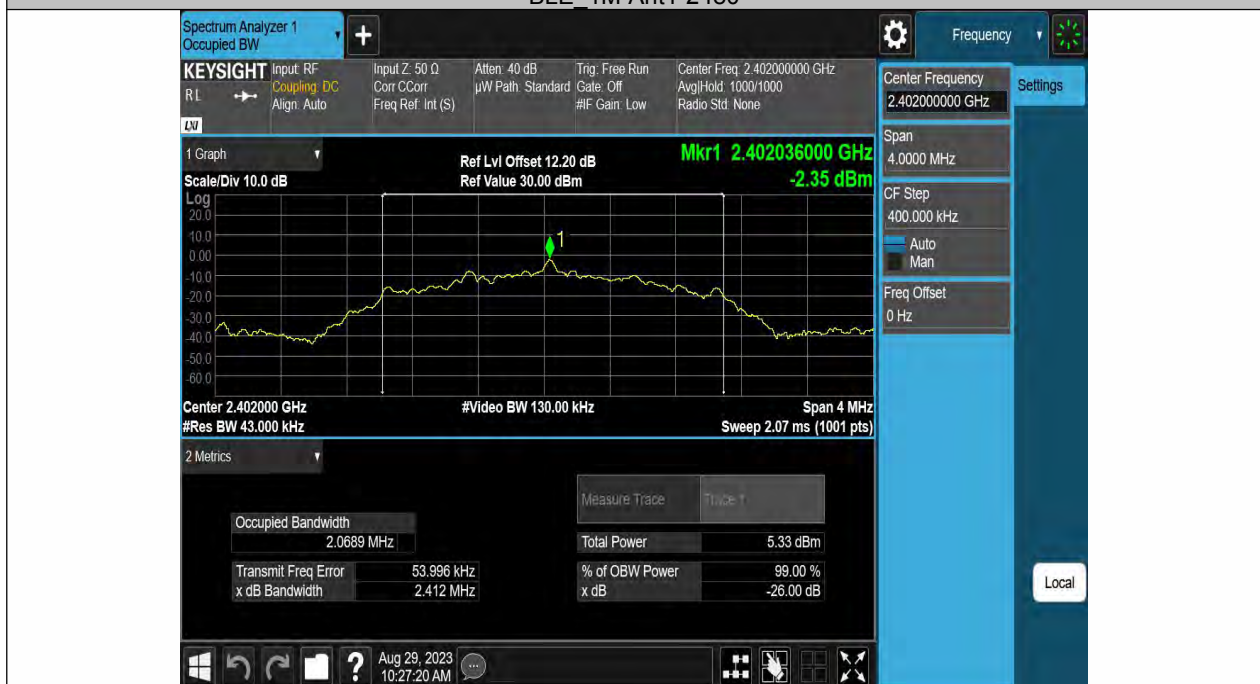 BLE_1M Ant1 2480
Spectrum Analyzer 1
Occupied BW
+
Frequency
KEYSIGHT
RL
LXI
Input: RF
Coupling: DC
Align: Auto
Input Z: 50 Ω
Corr CCorr
Freq Ref: Int (S)
Atten: 40 dB
µW Path: Standard
Trig: Free Run
Gate: Off
#IF Gain: Low
Center Freq: 2.402000000 GHz
Avg|Hold: 1000/1000
Radio Std: None
Center Frequency
2.402000000 GHz
Settings
Span
4.0000 MHz
CF Step
400.000 kHz
Auto
Man
Freq Offset
0 Hz
1 Graph
Scale/Div 10.0 dB
Ref Lvl Offset 12.20 dB
Ref Value 30.00 dBm
Mkr1 2.402036000 GHz
-2.35 dBm
Log
20.0
10.0
0.00
-10.0
-20.0
-30.0
-40.0
-50.0
-60.0
1
Center 2.402000 GHz
#Video BW 130.00 kHz
Span 4 MHz
#Res BW 43.000 kHz
Sweep 2.07 ms (1001 pts)
2 Metrics
Measure Trace
Trace 1
Occupied Bandwidth
2.0689 MHz
Total Power
5.33 dBm
Transmit Freq Error
53.996 kHz
% of OBW Power
99.00 %
x dB Bandwidth
2.412 MHz
x dB
-26.00 dB
Local
?
Aug 29, 2023
10:27:20 AM